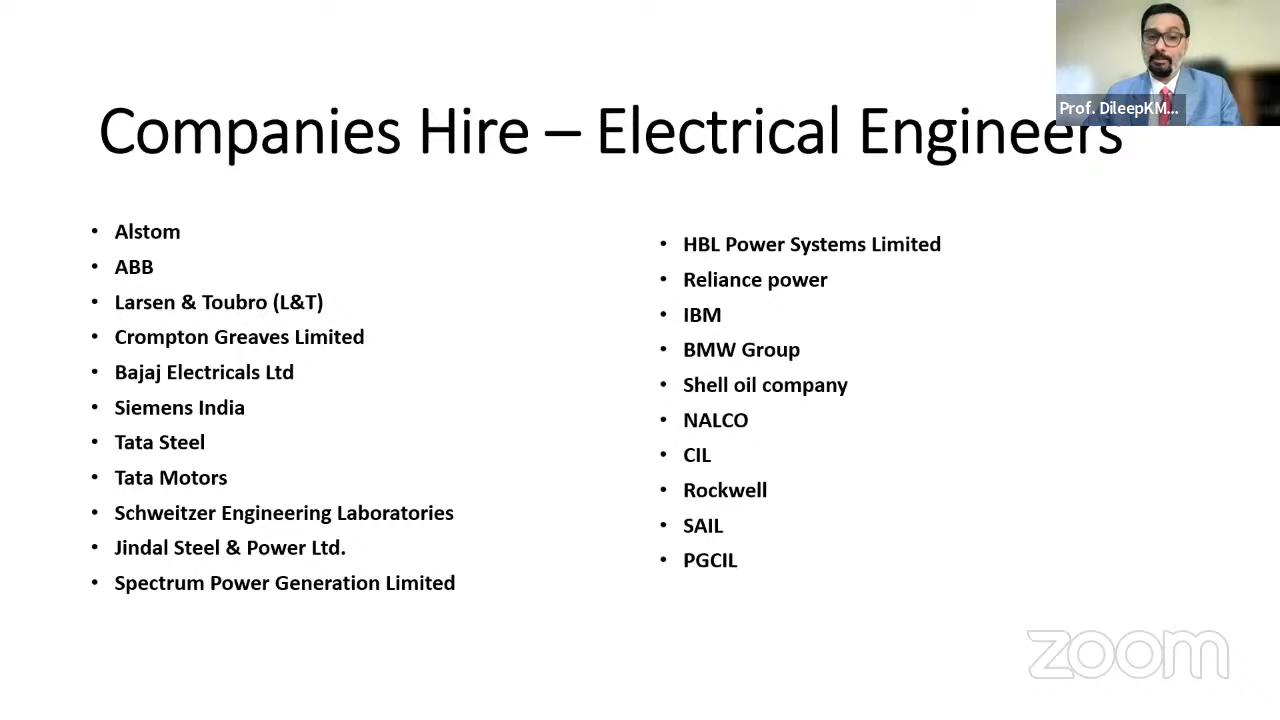 Prof. DileepKM...
Companies Hire – Electrical Engineers
• Alstom
• ABB
• Larsen & Toubro (L&T)
• Crompton Greaves Limited
• Bajaj Electricals Ltd
• Siemens India
• Tata Steel
• Tata Motors
• Schweitzer Engineering Laboratories
• Jindal Steel & Power Ltd.
• Spectrum Power Generation Limited
• HBL Power Systems Limited
• Reliance power
• IBM
• BMW Group
• Shell oil company
• NALCO
• CIL
• Rockwell
• SAIL
• PGCIL
zoom